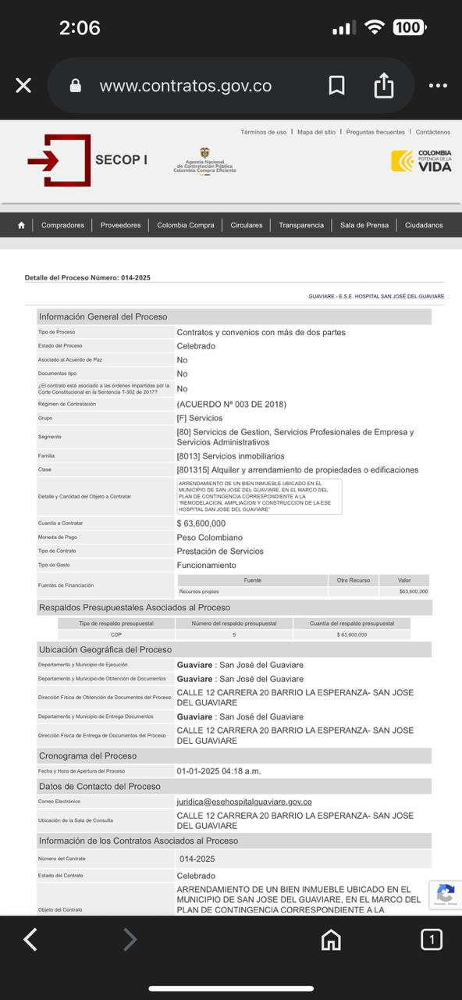 2:06
100
www.contratos.gov.co
Términos de uso | Mapa del sitio | Preguntas frecuentes | Contáctenos
SECOP I
Agencia Nacional
de Contratación Pública
Colombia Compra Eficiente
COLOMBIA
POTENCIA DE LA
VIDA
Compradores | Proveedores | Colombia Compra | Circulares | Transparencia | Sala de Prensa | Ciudadanos
Detalle del Proceso Número: 014-2025
GUAVIARE - E.S.E. HOSPITAL SAN JOSÉ DEL GUAVIARE
Información General del Proceso
Tipo de Proceso Contratos y convenios con más de dos partes
Estado del Proceso Celebrado
Asociado al Acuerdo de Paz No
Documentos tipo No
¿El contrato está asociado a las órdenes impartidas por la
Corte Constitucional en la Sentencia T-302 de 2017? No
Régimen de Contratación (ACUERDO Nª 003 DE 2018)
Grupo [F] Servicios
Segmento [80] Servicios de Gestion, Servicios Profesionales de Empresa y
Servicios Administrativos
Familia [8013] Servicios inmobiliarios
Clase [801315] Alquiler y arrendamiento de propiedades o edificaciones
Detalle y Cantidad del Objeto a Contratar
ARRENDAMIENTO DE UN BIEN INMUEBLE UBICADO EN EL
MUNICIPIO DE SAN JOSE DEL GUAVIARE, EN EL MARCO DEL
PLAN DE CONTINGENCIA CORRESPONDIENTE A LA
"REMODELACION, AMPLIACION Y CONSTRUCCION DE LA ESE
HOSPITAL SAN JOSE DEL GUAVIARE"
Cuantía a Contratar $ 63,600,000
Moneda de Pago Peso Colombiano
Tipo de Contrato Prestación de Servicios
Tipo de Gasto Funcionamiento
Fuentes de Financiación
Fuente Otro Recurso Valor
Recursos propios $63,600,000
Respaldos Presupuestales Asociados al Proceso
Tipo de respaldo presupuestal Número del respaldo presupuestal Cuantía del respaldo presupuestal
CDP 5 $ 63,600,000
Ubicación Geográfica del Proceso
Departamento y Municipio de Ejecución Guaviare : San José del Guaviare
Departamento y Municipio de Obtención de Documentos Guaviare : San José del Guaviare
Dirección Física de Obtención de Documentos del Proceso CALLE 12 CARRERA 20 BARRIO LA ESPERANZA- SAN JOSE
DEL GUAVIARE
Departamento y Municipio de Entrega Documentos Guaviare : San José del Guaviare
Dirección Física de Entrega de Documentos del Proceso CALLE 12 CARRERA 20 BARRIO LA ESPERANZA- SAN JOSE
DEL GUAVIARE
Cronograma del Proceso
Fecha y Hora de Apertura del Proceso 01-01-2025 04:18 a.m.
Datos de Contacto del Proceso
Correo Electrónico juridica@esehospitalguaviare.gov.co
Ubicación de la Sala de Consulta CALLE 12 CARRERA 20 BARRIO LA ESPERANZA- SAN JOSE
DEL GUAVIARE
Información de los Contratos Asociados al Proceso
Número del Contrato 014-2025
Estado del Contrato Celebrado
Objeto del Contrato
ARRENDAMIENTO DE UN BIEN INMUEBLE UBICADO EN EL
MUNICIPIO DE SAN JOSE DEL GUAVIARE, EN EL MARCO DEL
PLAN DE CONTINGENCIA CORRESPONDIENTE A LA
1